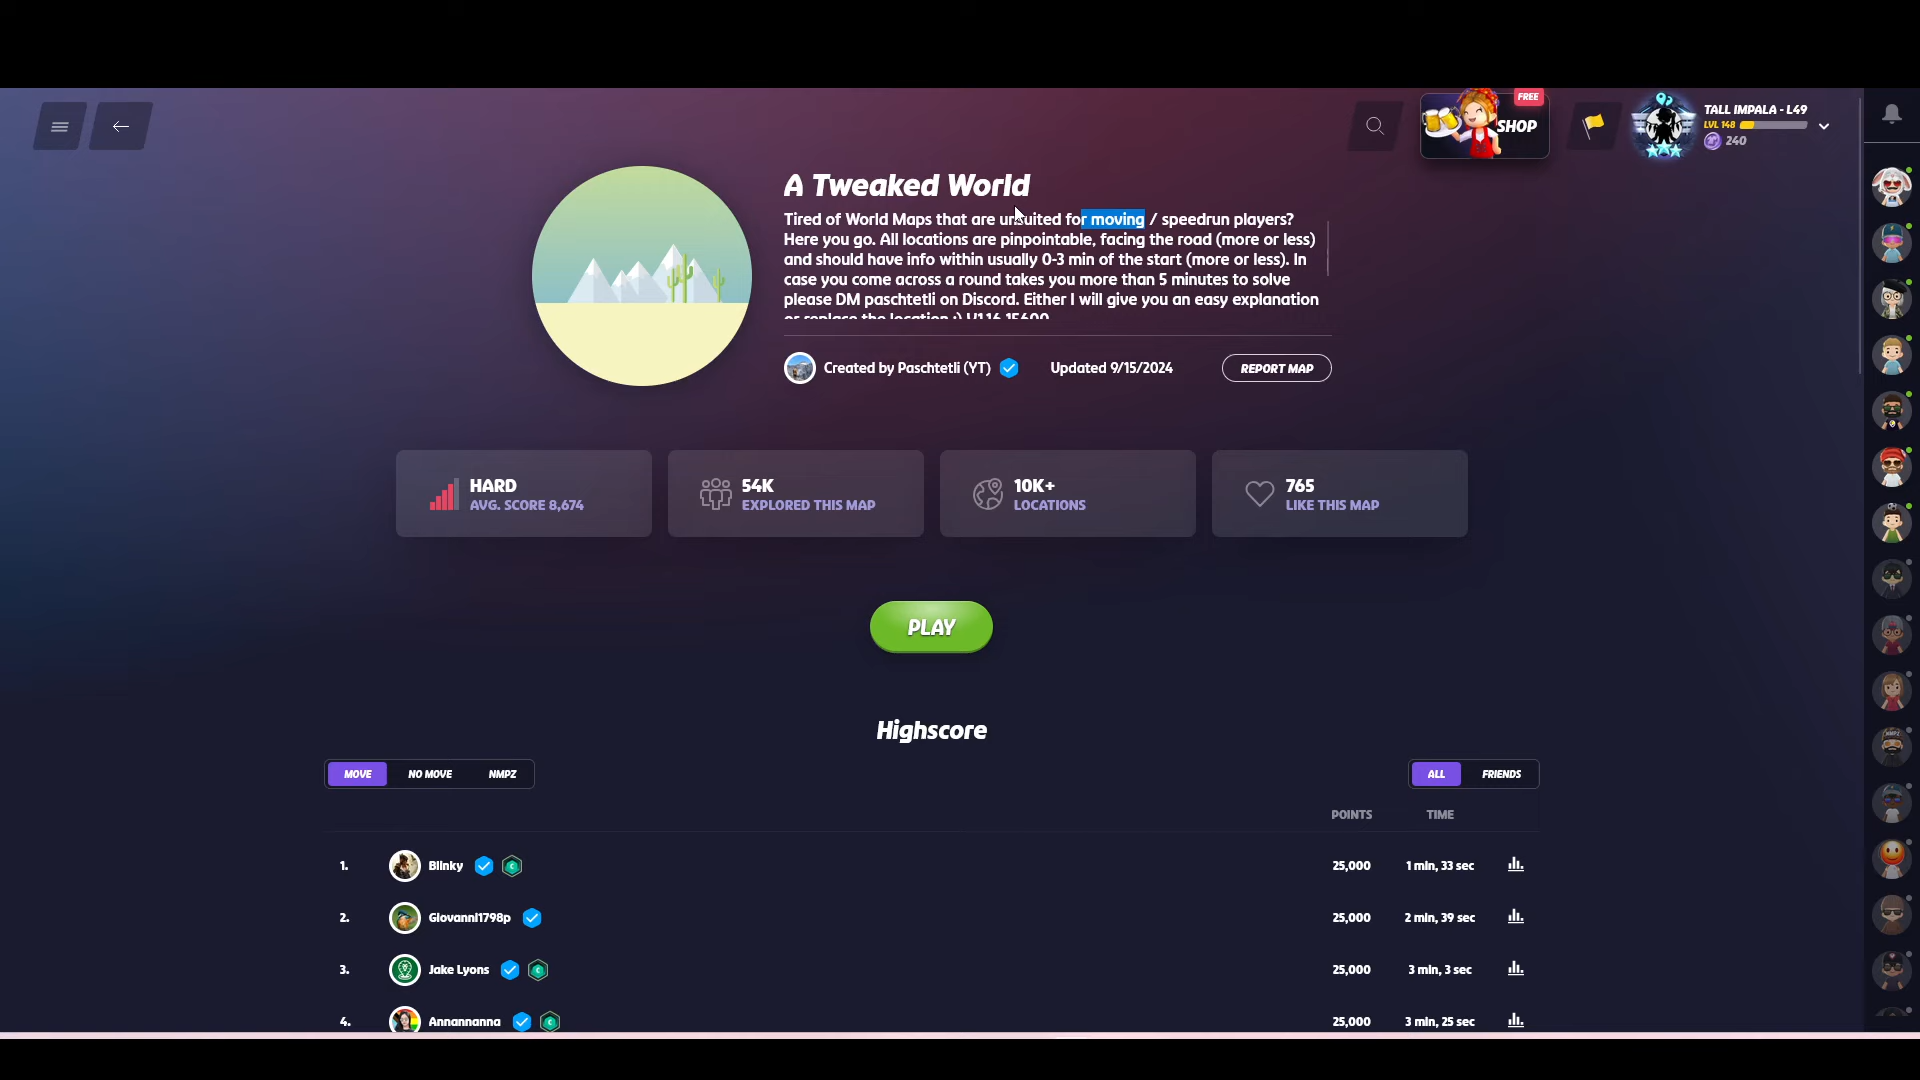 FREE
SHOP
TALL IMPALA - L49
LVL 148
240
A Tweaked World
Tired of World Maps that are unsuited for moving / speedrun players?
Here you go. All locations are pinpointable, facing the road (more or less)
and should have info within usually 0-3 min of the start (more or less). In
case you come across a round takes you more than 5 minutes to solve
please DM paschtetli on Discord. Either I will give you an easy explanation
or replace the location :) V1.16 15600
Created by Paschtetli (YT)
Updated 9/15/2024
REPORT MAP
HARD
AVG. SCORE 8,674
54K
EXPLORED THIS MAP
10K+
LOCATIONS
765
LIKE THIS MAP
PLAY
Highscore
MOVE
NO MOVE
NMPZ
ALL
FRIENDS
POINTS TIME
1. Blinky 25,000 1 min, 33 sec
2. Giovanni1798p 25,000 2 min, 39 sec
3. Jake Lyons 25,000 3 min, 3 sec
4. Annannanna 25,000 3 min, 25 sec